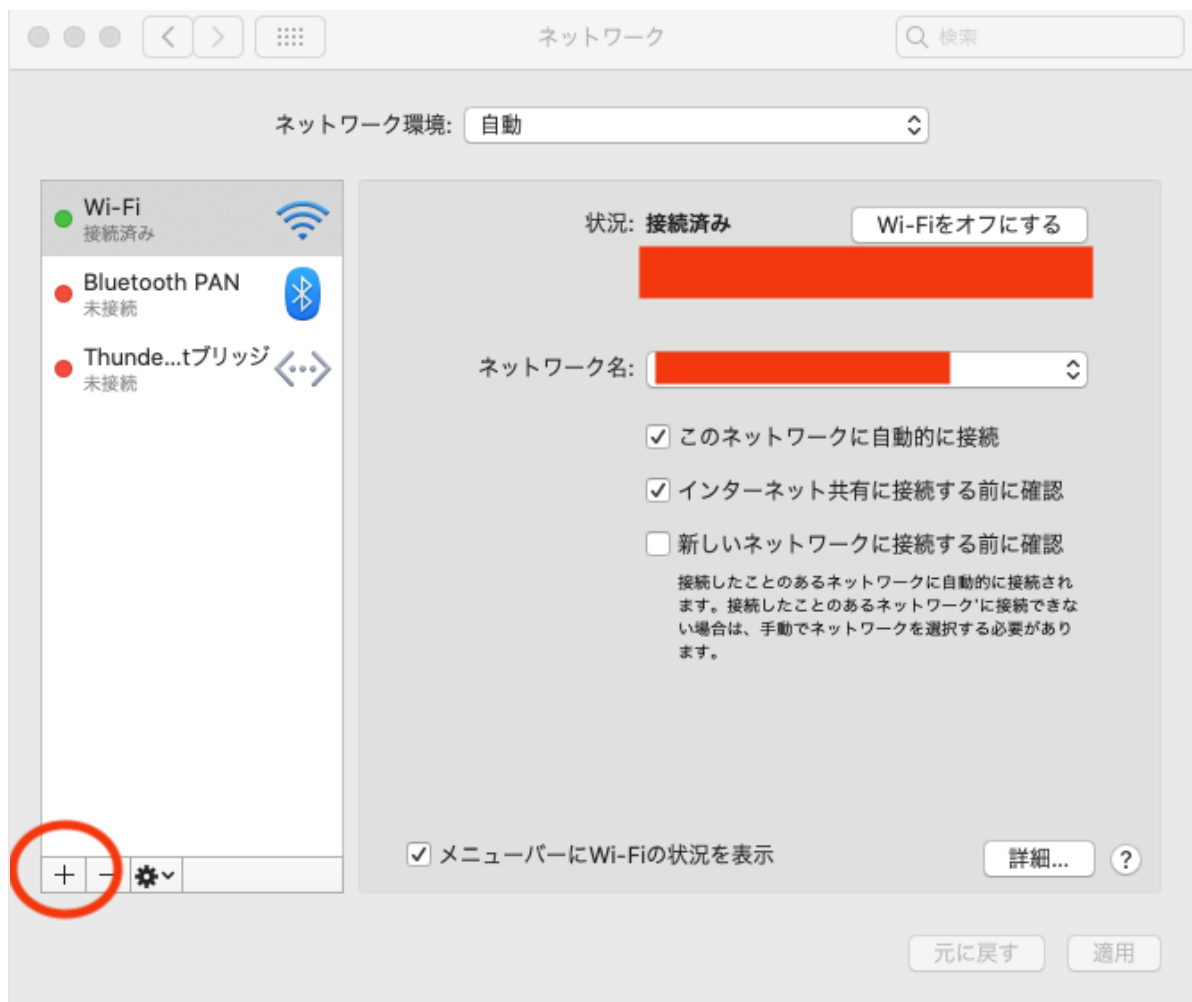 ネットワーク
検索
ネットワーク環境: 自動
Wi-Fi
接続済み
Bluetooth PAN
未接続
Thunde...tブリッジ
未接続
状況: 接続済み
Wi-Fiをオフにする
ネットワーク名:
このネットワークに自動的に接続
インターネット共有に接続する前に確認
新しいネットワークに接続する前に確認
接続したことのあるネットワークに自動的に接続され
ます。接続したことのあるネットワーク'に接続できな
い場合は、手動でネットワークを選択する必要があり
ます。
メニューバーにWi-Fiの状況を表示
詳細...
?
元に戻す
適用